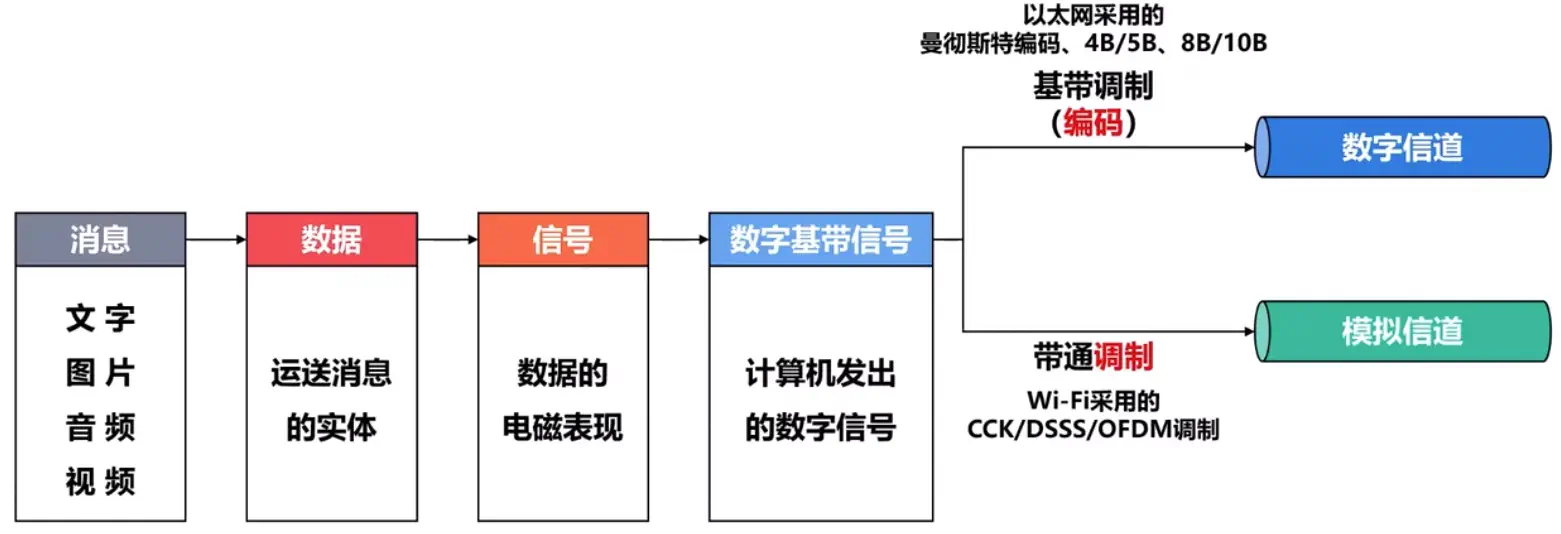 以太网采用的
曼彻斯特编码、4B/5B、8B/10B
基带调制
（编码）
数字信道
消息
数据
信号
数字基带信号
文 字
图 片
音 频
视 频
运送消息
的实体
数据的
电磁表现
计算机发出
的数字信号
模拟信道
带通调制
Wi-Fi采用的
CCK/DSSS/OFDM调制